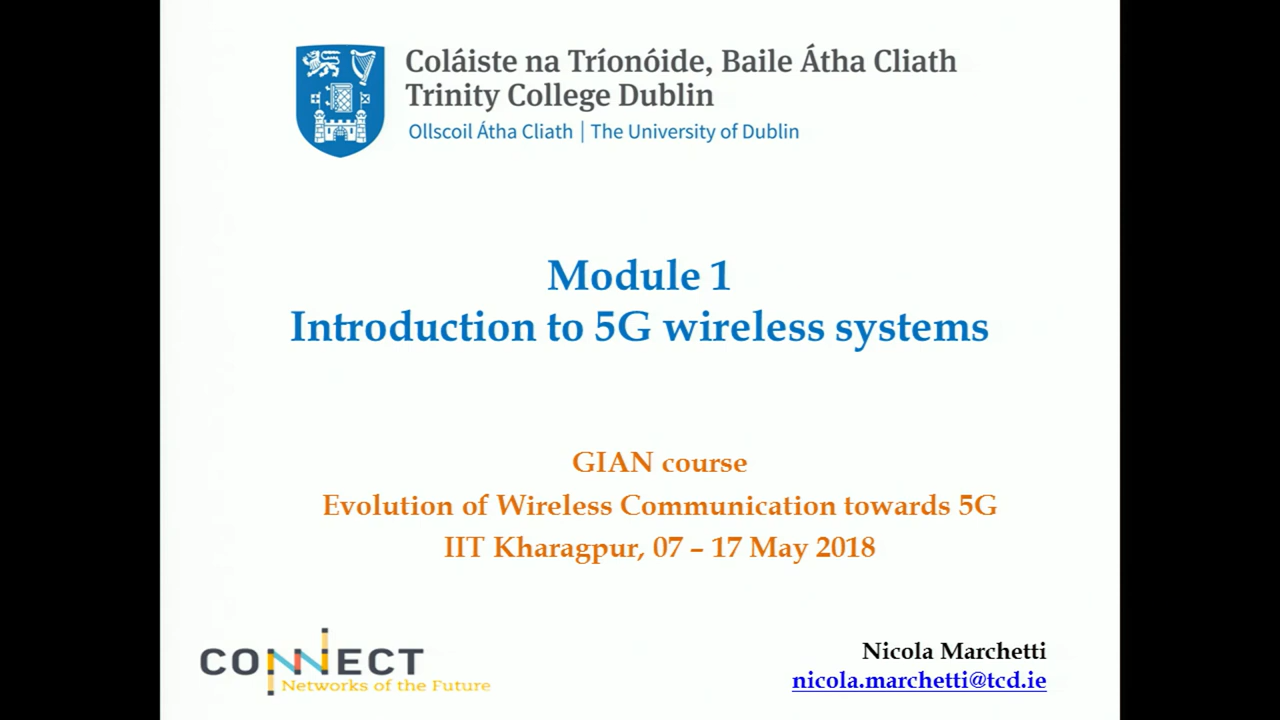 Coláiste na Tríonóide, Baile Átha Cliath
Trinity College Dublin
Ollscoil Átha Cliath | The University of Dublin
Module 1
Introduction to 5G wireless systems
GIAN course
Evolution of Wireless Communication towards 5G
IIT Kharagpur, 07 – 17 May 2018
CONNECT
Networks of the Future
Nicola Marchetti
nicola.marchetti@tcd.ie